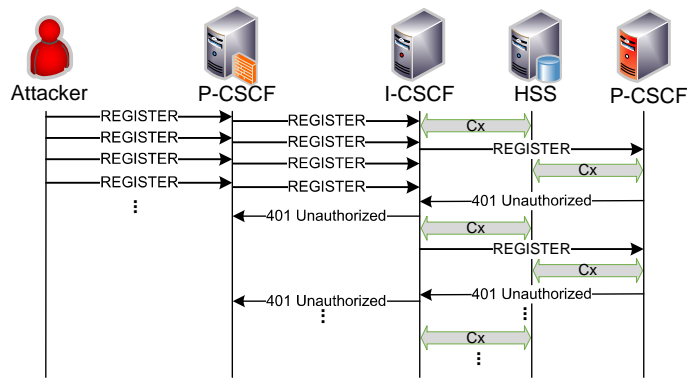 Attacker
P-CSCF
I-CSCF
HSS
P-CSCF
REGISTER
REGISTER
Cx
REGISTER
REGISTER
REGISTER
REGISTER
REGISTER
Cx
REGISTER
REGISTER
401 Unauthorized
401 Unauthorized
Cx
REGISTER
Cx
401 Unauthorized
401 Unauthorized
Cx